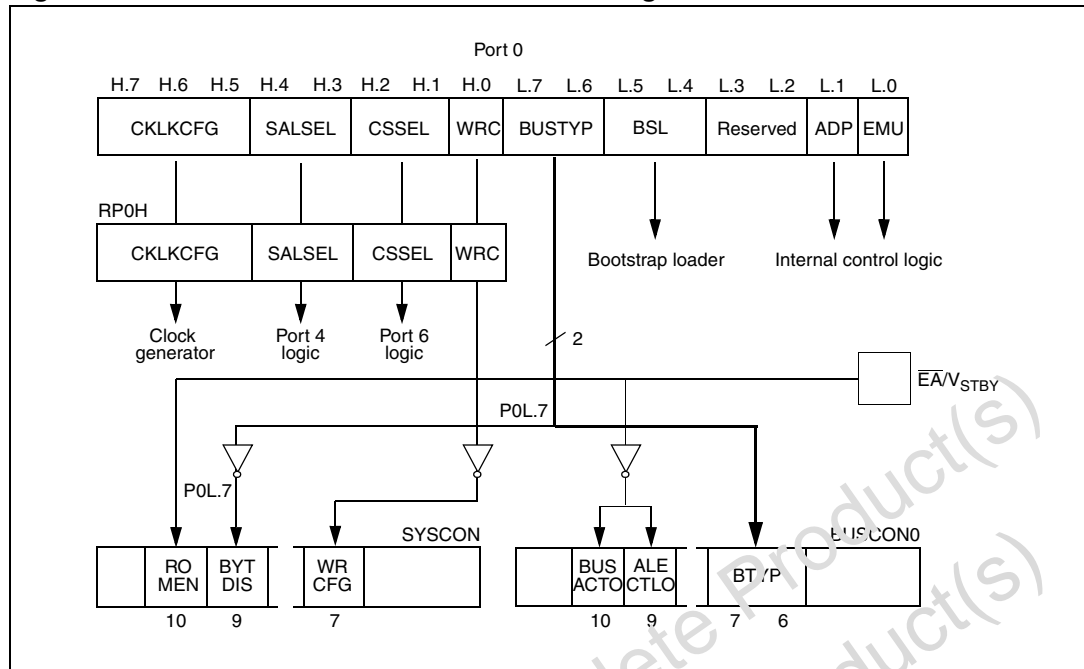 Port 0
H.7 H.6 H.5 H.4 H.3 H.2 H.1 H.0 L.7 L.6 L.5 L.4 L.3 L.2 L.1 L.0
CKLKCFG SALSEL CSSEL WRC BUSTYP BSL Reserved ADP EMU
RP0H
CKLKCFG SALSEL CSSEL WRC
Bootstrap loader Internal control logic
Clock generator
Port 4 logic
Port 6 logic
2
EA/VSTBY
P0L.7
P0L.7
SYSCON
RO MEN
BYT DIS
WR CFG
10 9 7
BUS ACTO
ALE CTLO
10 9 7 6
Product(s)
Product(s)